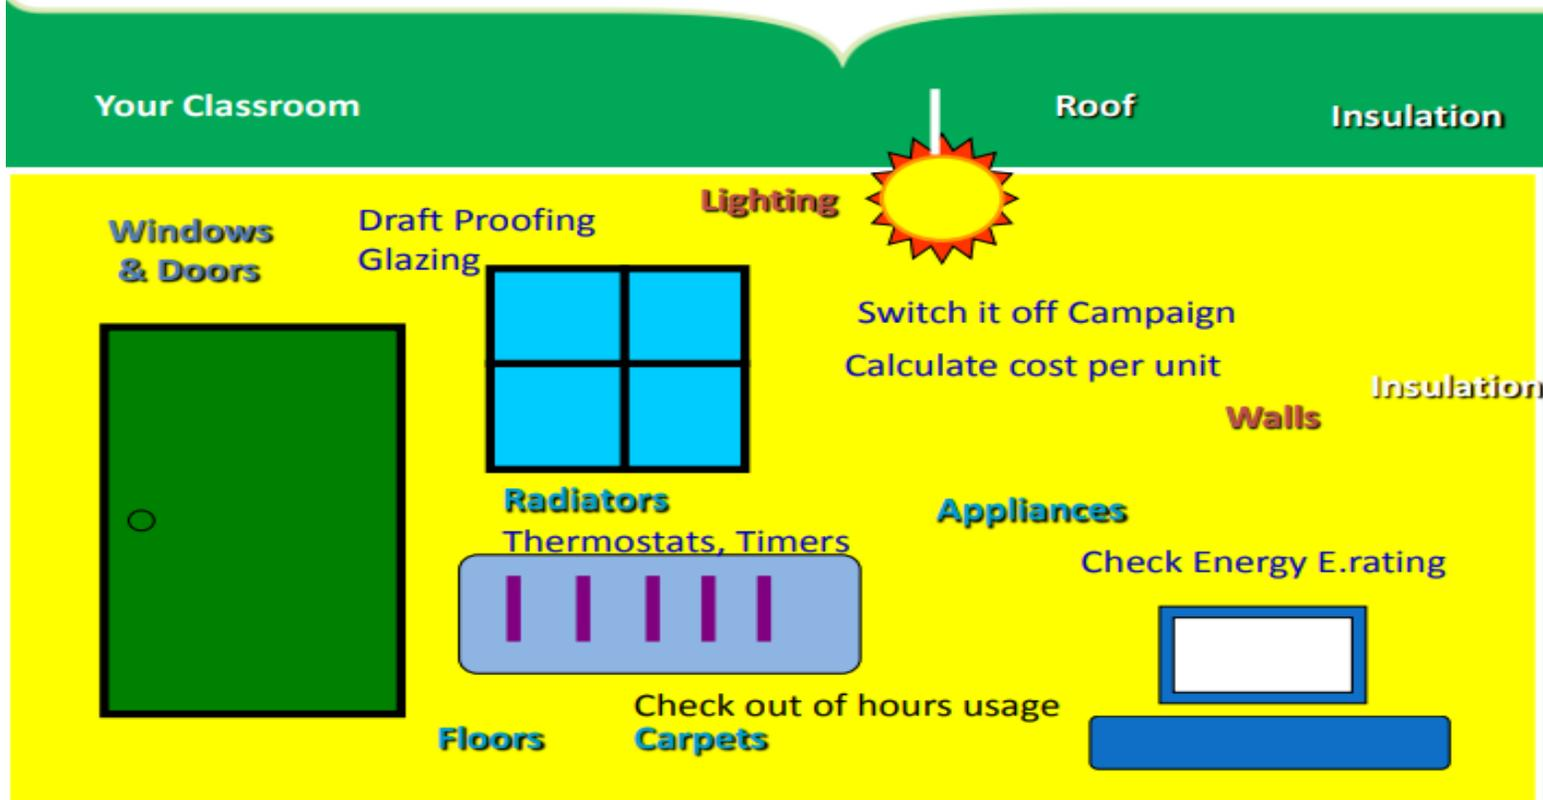 Your Classroom
Roof
Insulation
Lighting
Windows
& Doors
Draft Proofing
Glazing
Switch it off Campaign
Calculate cost per unit
Insulation
Walls
Radiators
Thermostats, Timers
Appliances
Check Energy E.rating
Check out of hours usage
Floors
Carpets